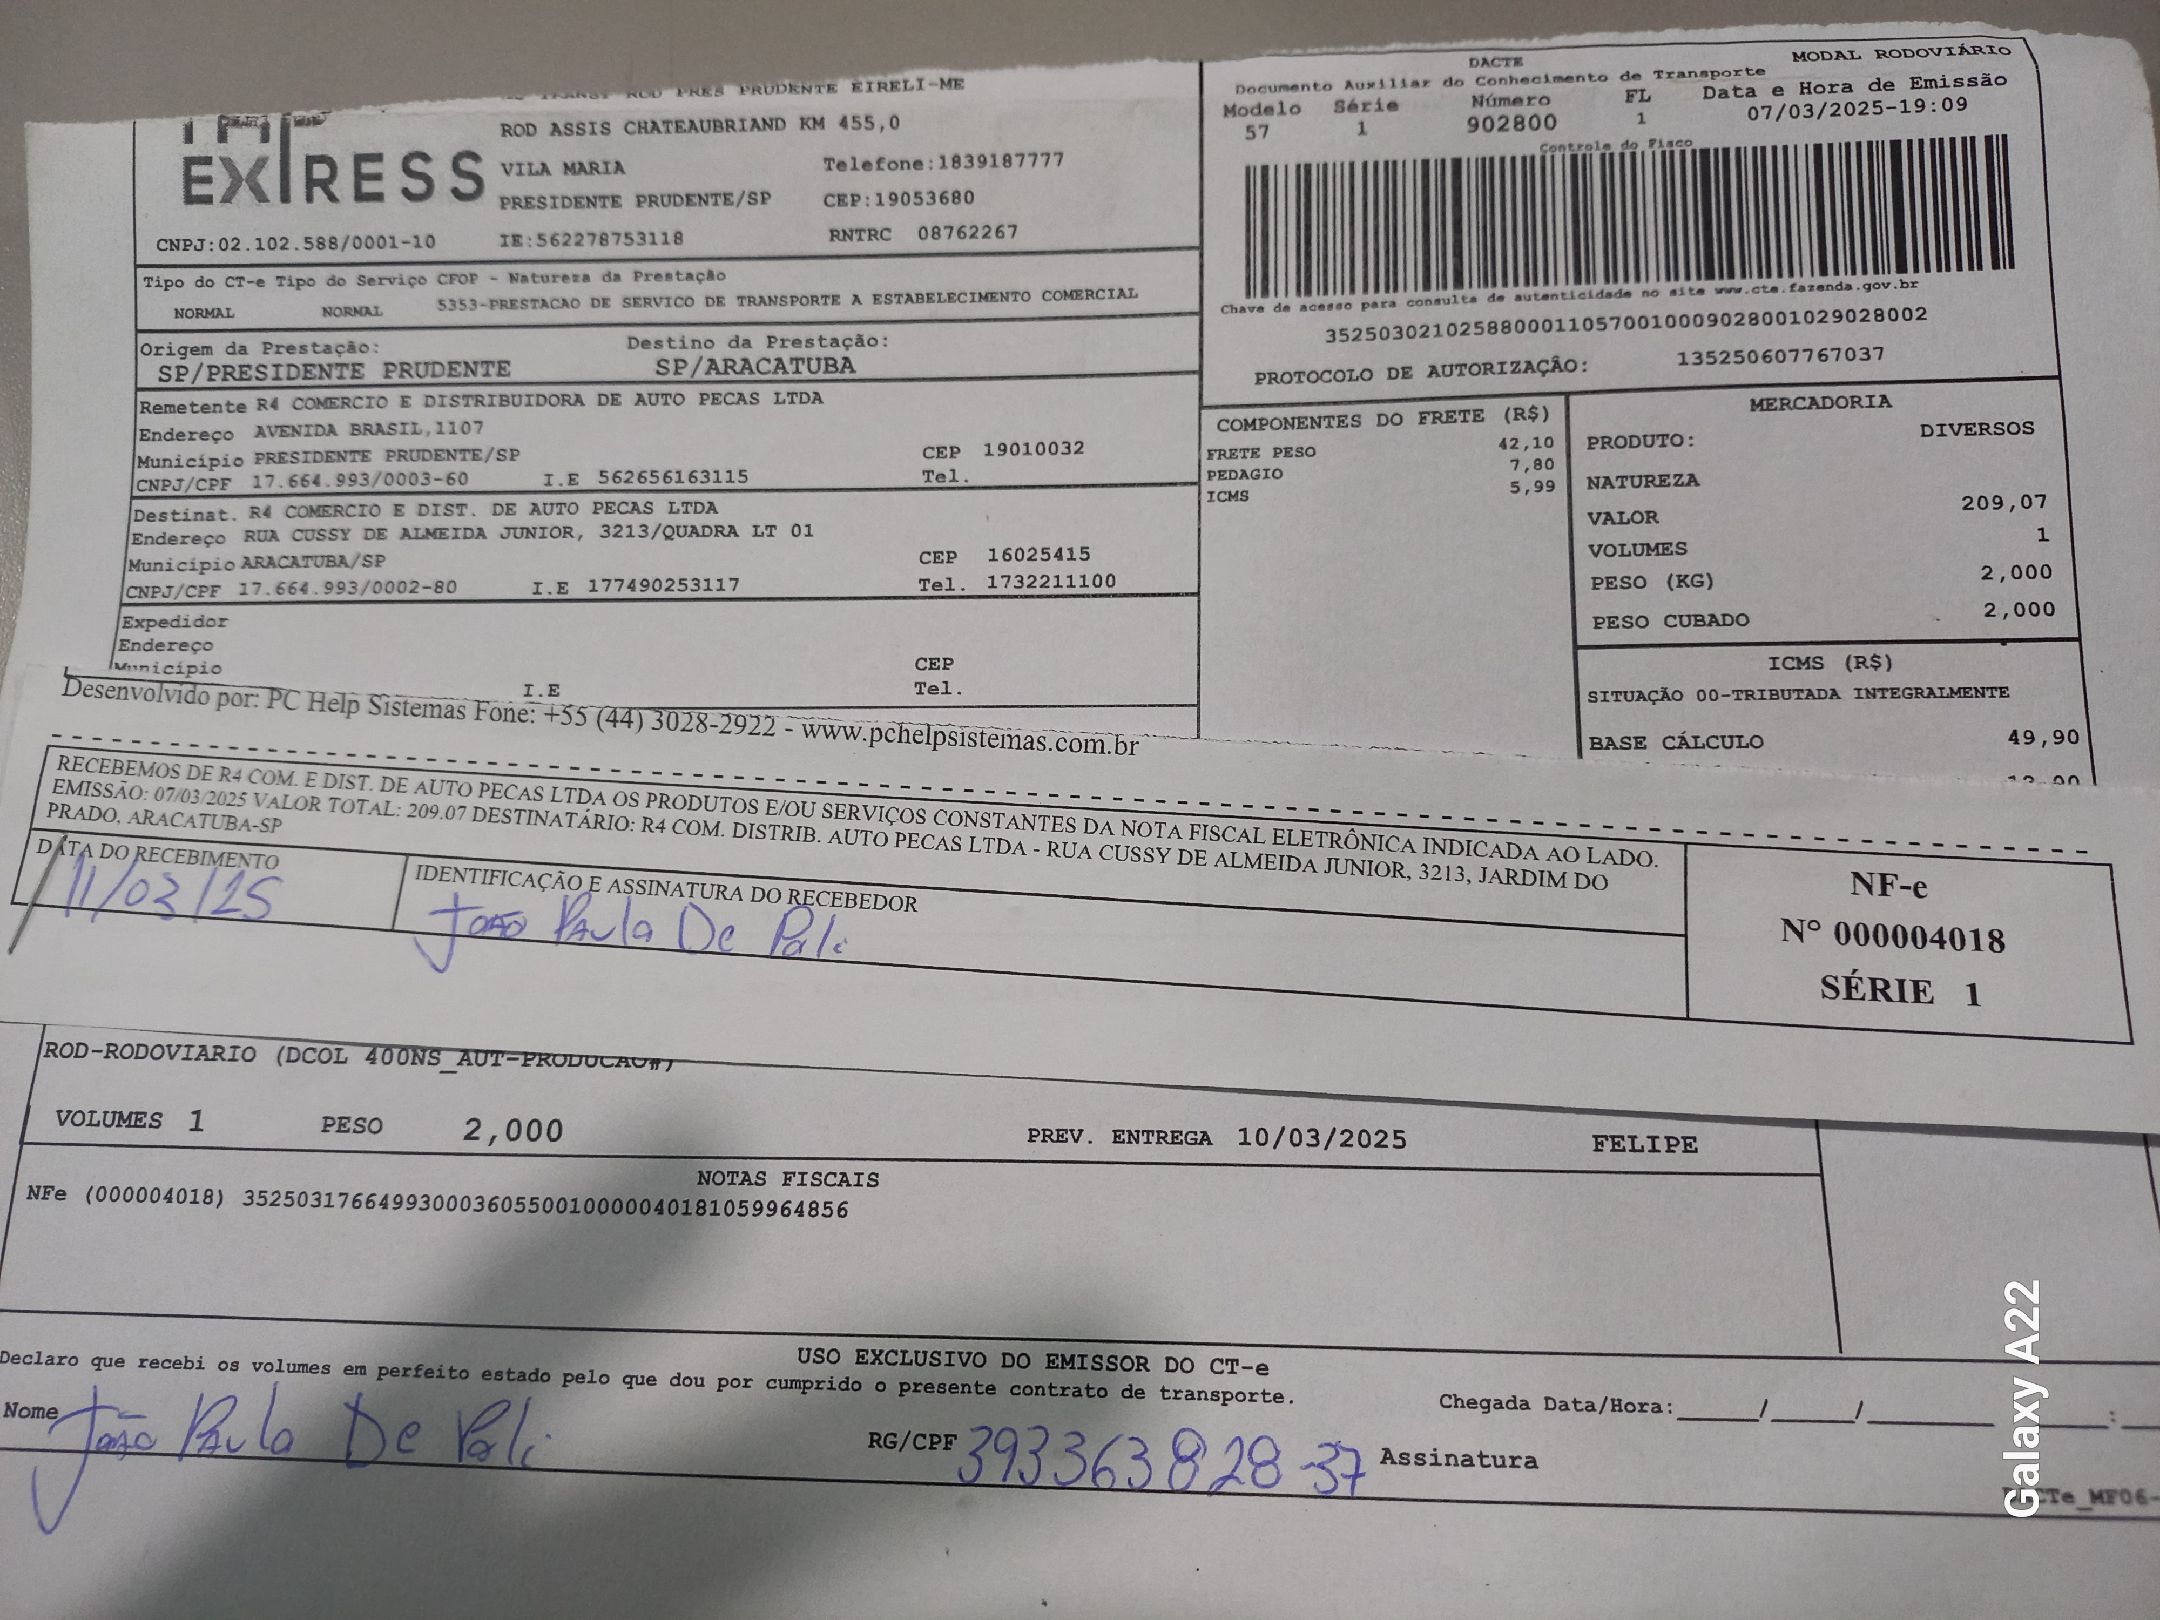 PRES PRUDENTE EIRELI-ME
EXPRESS
ROD ASSIS CHATEAUBRIAND KM 455,0
VILA MARIA Telefone:1839187777
PRESIDENTE PRUDENTE/SP CEP:19053680
CNPJ:02.102.588/0001-10 IE:562278753118 RNTRC 08762267
Tipo do CT-e Tipo do Serviço CFOP - Natureza da Prestação
NORMAL NORMAL 5353-PRESTACAO DE SERVICO DE TRANSPORTE A ESTABELECIMENTO COMERCIAL
Origem da Prestação: Destino da Prestação:
SP/PRESIDENTE PRUDENTE SP/ARACATUBA
Remetente R4 COMERCIO E DISTRIBUIDORA DE AUTO PECAS LTDA
Endereço AVENIDA BRASIL,1107
Município PRESIDENTE PRUDENTE/SP CEP 19010032
CNPJ/CPF 17.664.993/0003-60 I.E 562656163115 Tel.
Destinat. R4 COMERCIO E DIST. DE AUTO PECAS LTDA
Endereço RUA CUSSY DE ALMEIDA JUNIOR, 3213/QUADRA LT 01
Município ARACATUBA/SP CEP 16025415
CNPJ/CPF 17.664.993/0002-80 I.E 177490253117 Tel. 1732211100
Expedidor
Endereço
Município CEP
I.E Tel.
DACTE MODAL RODOVIÁRIO
Documento Auxiliar do Conhecimento de Transporte
Modelo Série Número FL Data e Hora de Emissão
57 1 902800 1 07/03/2025-19:09
Controle do Fisco
Chave de acesso para consulta de autenticidade no site www.cte.fazenda.gov.br
35250302102588000110570010009028001029028002
PROTOCOLO DE AUTORIZAÇÃO: 135250607767037
COMPONENTES DO FRETE (R$)
FRETE PESO 42,10
PEDAGIO 7,80
ICMS 5,99
MERCADORIA
PRODUTO: DIVERSOS
NATUREZA
VALOR 209,07
VOLUMES 1
PESO (KG) 2,000
PESO CUBADO 2,000
ICMS (R$)
SITUAÇÃO 00-TRIBUTADA INTEGRALMENTE
BASE CÁLCULO 49,90
Desenvolvido por: PC Help Sistemas Fone: +55 (44) 3028-2922 - www.pchelpsistemas.com.br
RECEBEMOS DE R4 COM. E DIST. DE AUTO PECAS LTDA OS PRODUTOS E/OU SERVIÇOS CONSTANTES DA NOTA FISCAL ELETRÔNICA INDICADA AO LADO.
EMISSÃO: 07/03/2025 VALOR TOTAL: 209.07 DESTINATÁRIO: R4 COM. DISTRIB. AUTO PECAS LTDA - RUA CUSSY DE ALMEIDA JUNIOR, 3213, JARDIM DO
PRADO, ARACATUBA-SP
DATA DO RECEBIMENTO IDENTIFICAÇÃO E ASSINATURA DO RECEBEDOR
11/03/25 João Paula De Pali
NF-e
N° 000004018
SÉRIE 1
ROD-RODOVIARIO (DCOL 400NS_AUT-PRODUCAO#)
VOLUMES 1 PESO 2,000 PREV. ENTREGA 10/03/2025 FELIPE
NOTAS FISCAIS
NFe (000004018) 35250317664993000360550010000040181059964856
USO EXCLUSIVO DO EMISSOR DO CT-e
Declaro que recebi os volumes em perfeito estado pelo que dou por cumprido o presente contrato de transporte.
Nome João Paula De Pali RG/CPF 393363828-37 Assinatura
Chegada Data/Hora:_____/_____/________ :
Galaxy A22